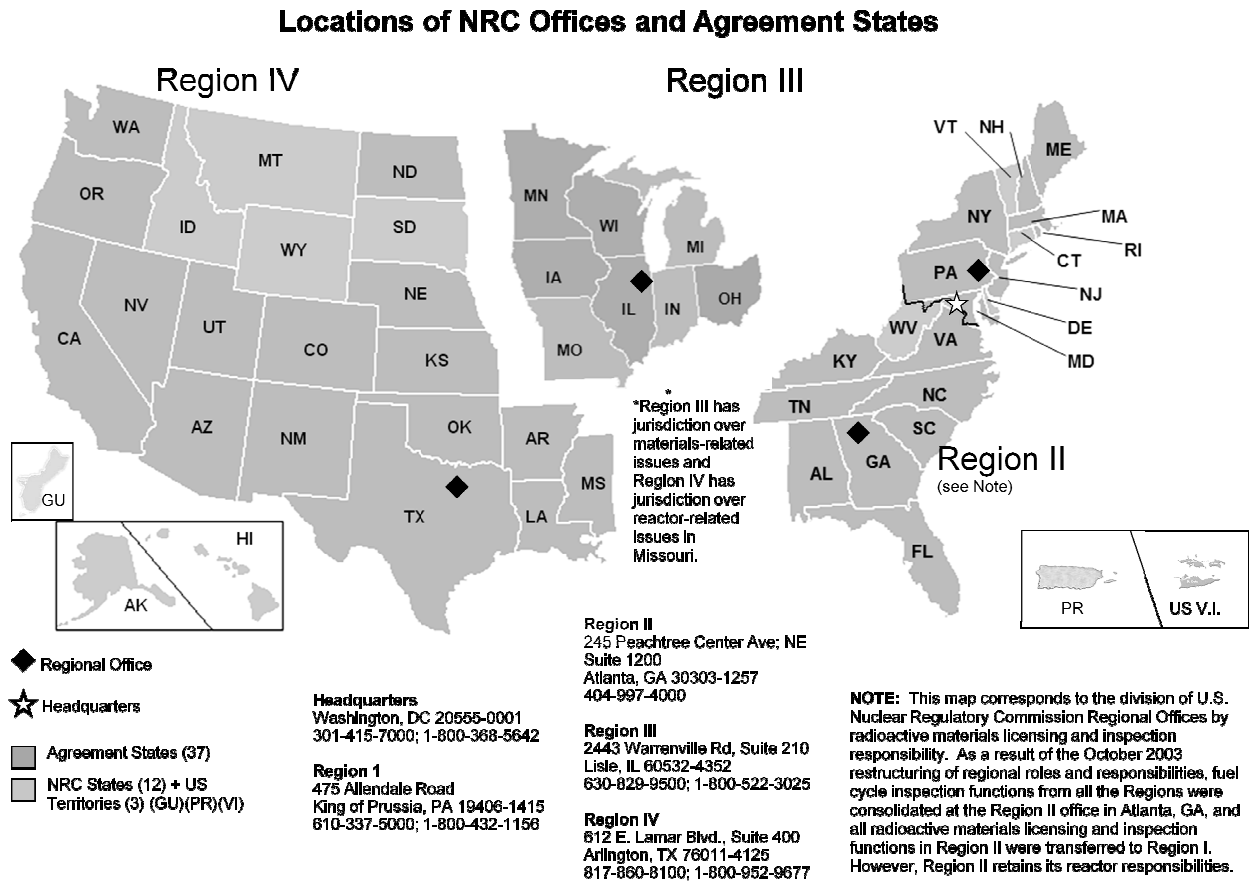 Locations of NRC Offices and Agreement States
Region IV
Region III
WA
MT
ND
OR
ID
SD
WY
NE
NV
UT
CO
CA
KS
AZ
NM
OK
TX
AR
LA
MS
MN
WI
MI
IA
IL
IN
OH
MO
VT
NH
ME
NY
MA
RI
CT
PA
NJ
DE
MD
WV
VA
KY
NC
TN
SC
GA
AL
FL
*
*Region III has
jurisdiction over
materials-related
issues and
Region IV has
jurisdiction over
reactor-related
issues in
Missouri.
Region II
(see Note)
GU
AK
HI
PR
US V.I.
Regional Office
Headquarters
Agreement States (37)
NRC States (12) + US
Territories (3) (GU)(PR)(VI)
Headquarters
Washington, DC 20555-0001
301-415-7000; 1-800-368-5642
Region 1
475 Allendale Road
King of Prussia, PA 19406-1415
610-337-5000; 1-800-432-1156
Region II
245 Peachtree Center Ave; NE
Suite 1200
Atlanta, GA 30303-1257
404-997-4000
Region III
2443 Warrenville Rd, Suite 210
Lisle, IL 60532-4352
630-829-9500; 1-800-522-3025
Region IV
612 E. Lamar Blvd., Suite 400
Arlington, TX 76011-4125
817-860-8100; 1-800-952-9677
NOTE: This map corresponds to the division of U.S.
Nuclear Regulatory Commission Regional Offices by
radioactive materials licensing and inspection
responsibility. As a result of the October 2003
restructuring of regional roles and responsibilities, fuel
cycle inspection functions from all the Regions were
consolidated at the Region II office in Atlanta, GA, and
all radioactive materials licensing and inspection
functions in Region II were transferred to Region I.
However, Region II retains its reactor responsibilities.